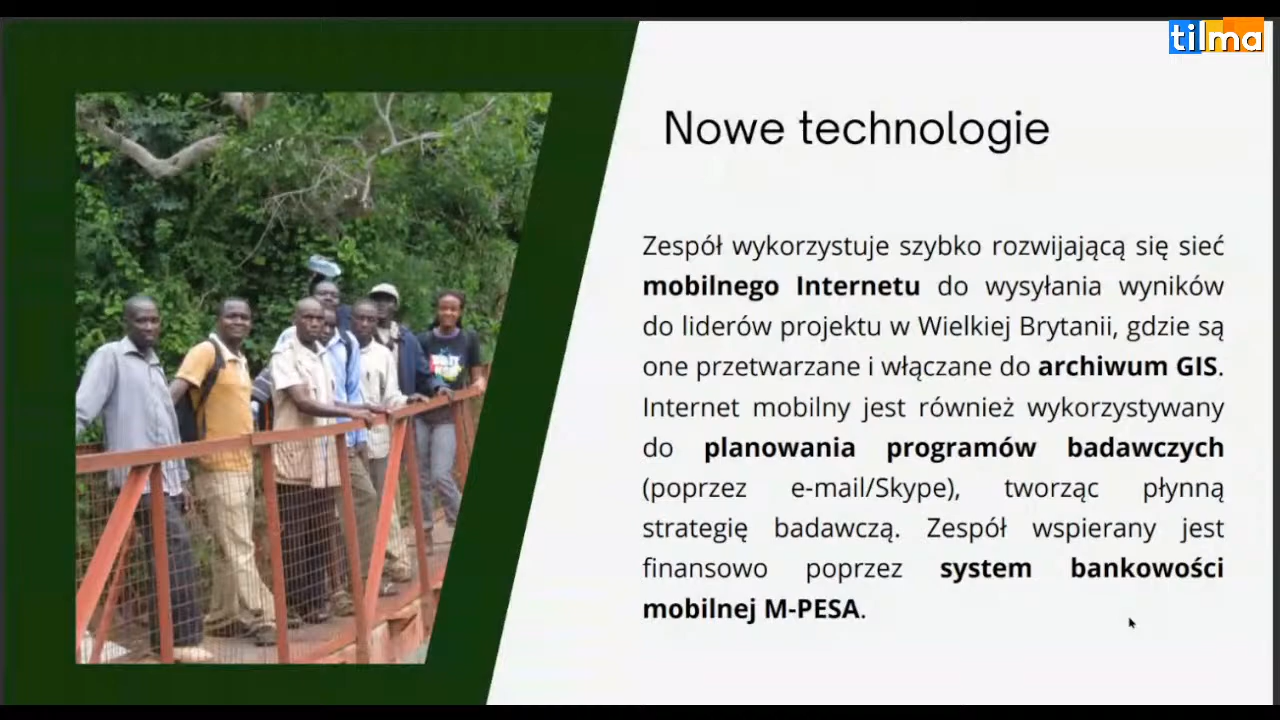 tilma
Nowe technologie
Zespół wykorzystuje szybko rozwijającą się sieć
mobilnego Internetu do wysyłania wyników
do liderów projektu w Wielkiej Brytanii, gdzie są
one przetwarzane i włączane do archiwum GIS.
Internet mobilny jest również wykorzystywany
do planowania programów badawczych
(poprzez e-mail/Skype), tworząc płynną
strategię badawczą. Zespół wspierany jest
finansowo poprzez system bankowości
mobilnej M-PESA.